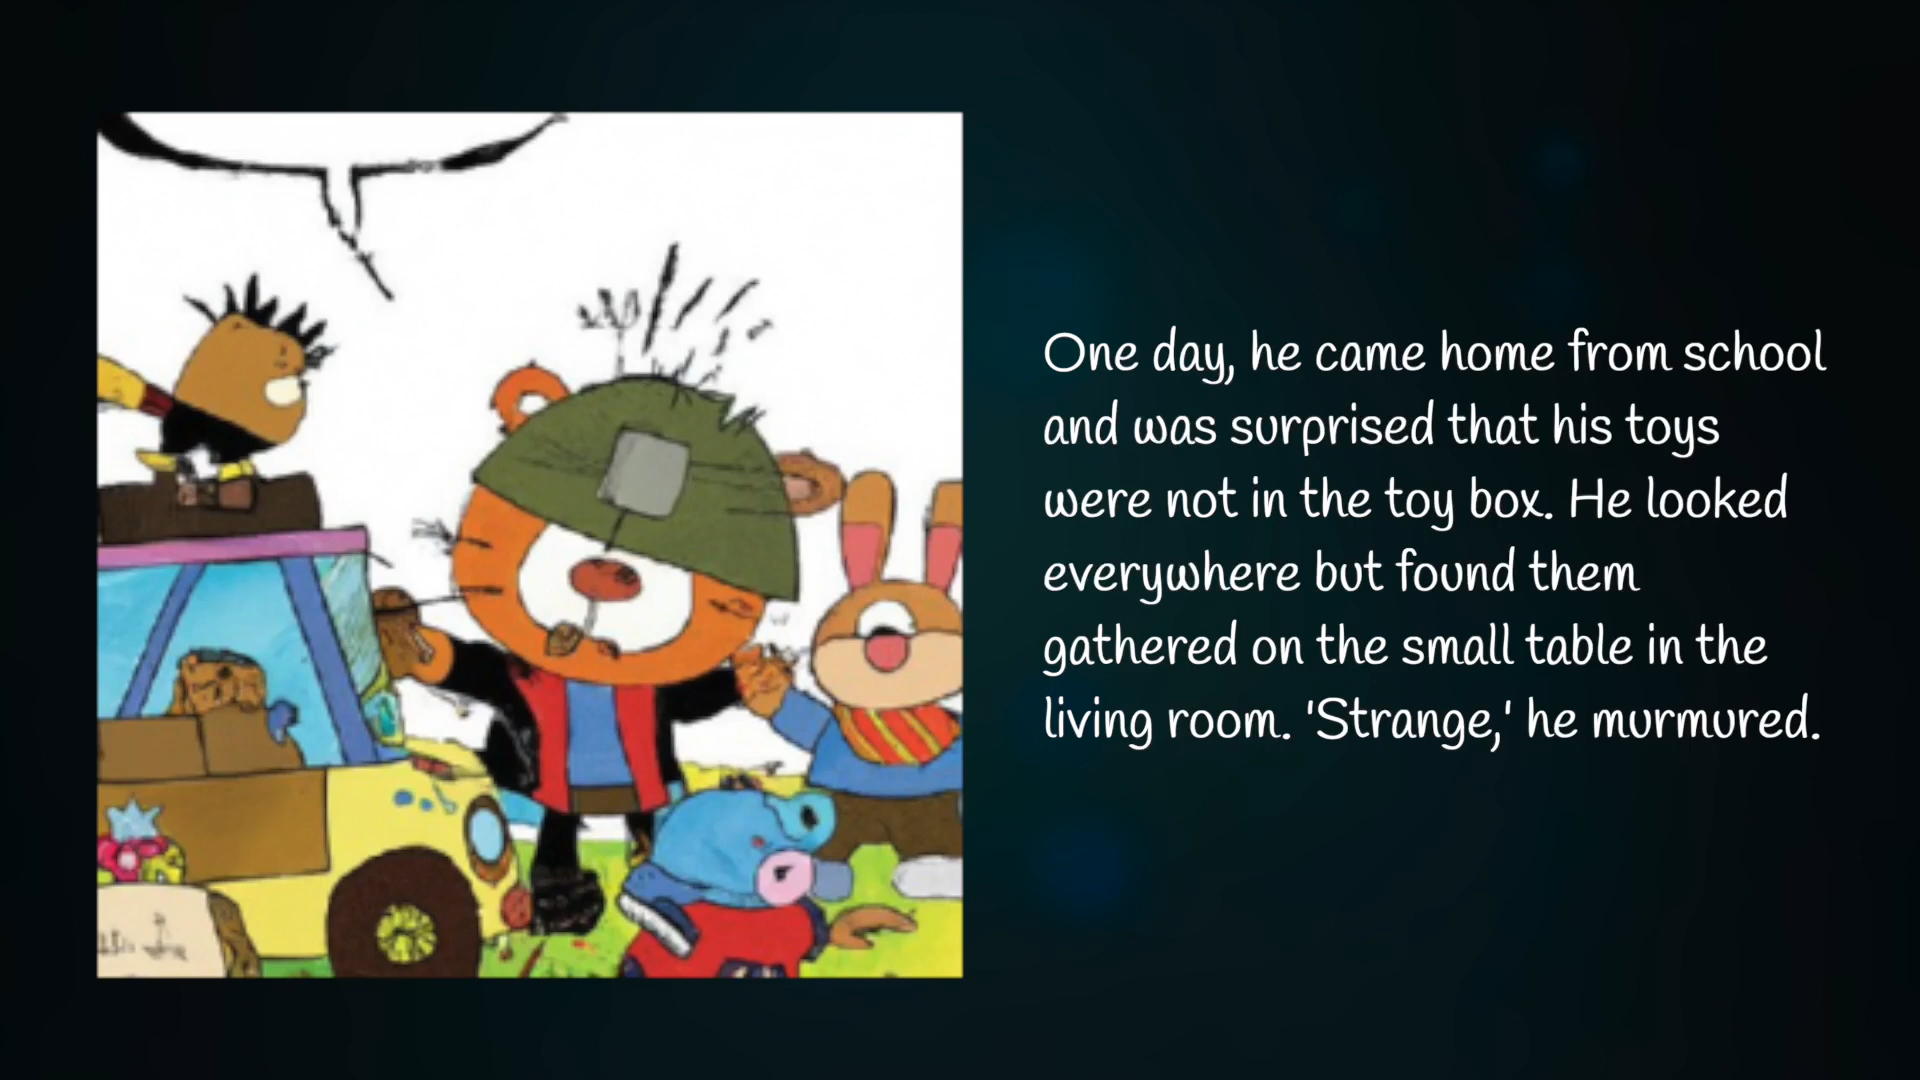 One day, he came home from school
and was surprised that his toys
were not in the toy box. He looked
everywhere but found them
gathered on the small table in the
living room. 'Strange,' he murmured.